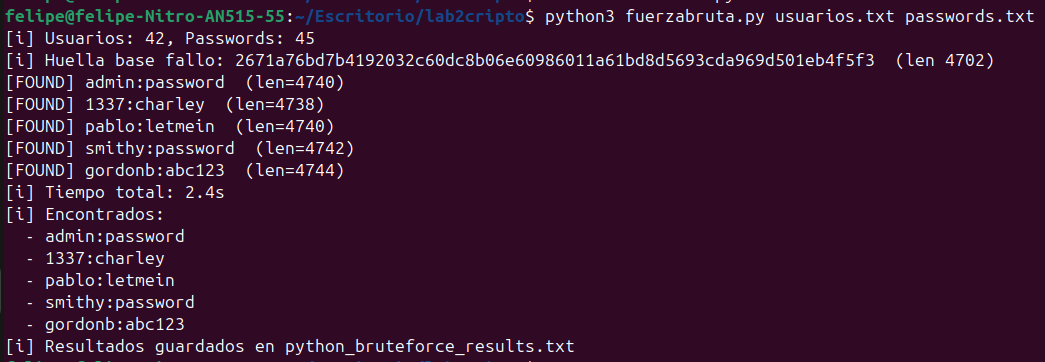 felipe@felipe-Nitro-AN515-55:~/Escritorio/lab2cripto$ python3 fuerzabruta.py usuarios.txt passwords.txt
[i] Usuarios: 42, Passwords: 45
[i] Huella base fallo: 2671a76bd7b4192032c60dc8b06e60986011a61bd8d5693cda969d501eb4f5f3  (len 4702)
[FOUND] admin:password  (len=4740)
[FOUND] 1337:charley  (len=4738)
[FOUND] pablo:letmein  (len=4740)
[FOUND] smithy:password  (len=4742)
[FOUND] gordonb:abc123  (len=4744)
[i] Tiempo total: 2.4s
[i] Encontrados:
  - admin:password
  - 1337:charley
  - pablo:letmein
  - smithy:password
  - gordonb:abc123
[i] Resultados guardados en python_bruteforce_results.txt